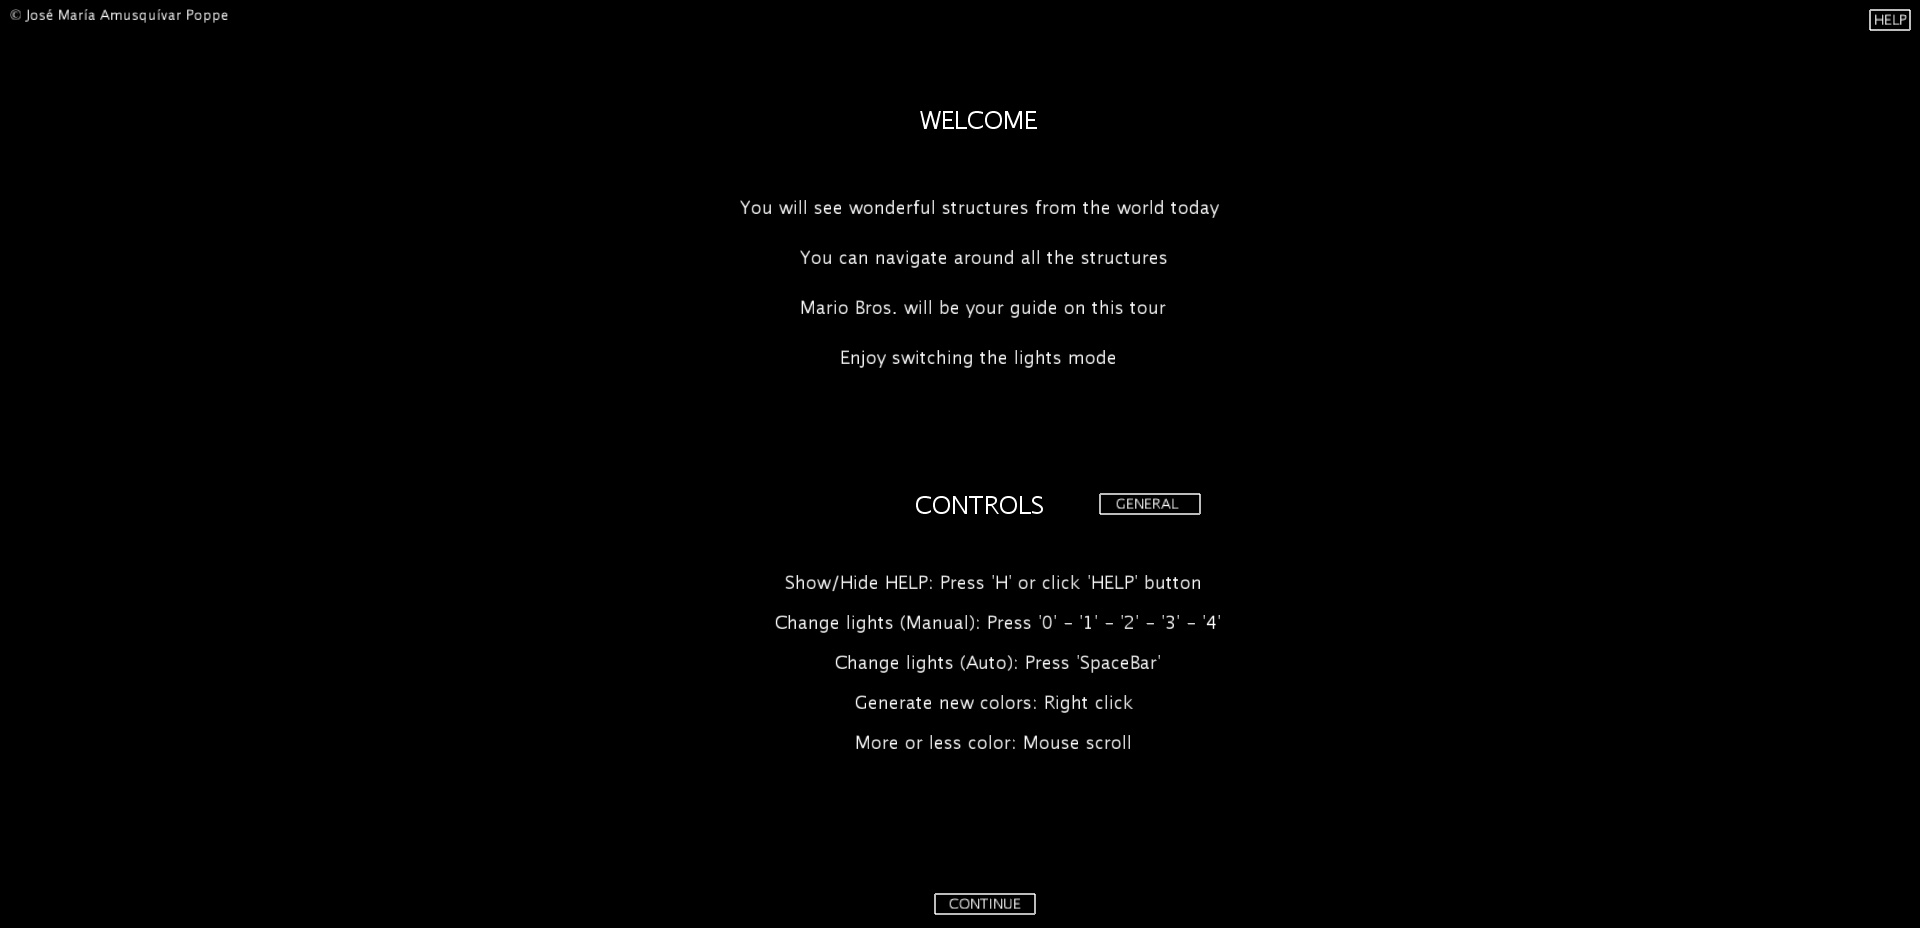 © José María Amusquívar Poppe
HELP
WELCOME
You will see wonderful structures from the world today
You can navigate around all the structures
Mario Bros. will be your guide on this tour
Enjoy switching the lights mode
CONTROLS
GENERAL
Show/Hide HELP: Press 'H' or click 'HELP' button
Change lights (Manual): Press '0' - '1' - '2' - '3' - '4'
Change lights (Auto): Press 'SpaceBar'
Generate new colors: Right click
More or less color: Mouse scroll
CONTINUE